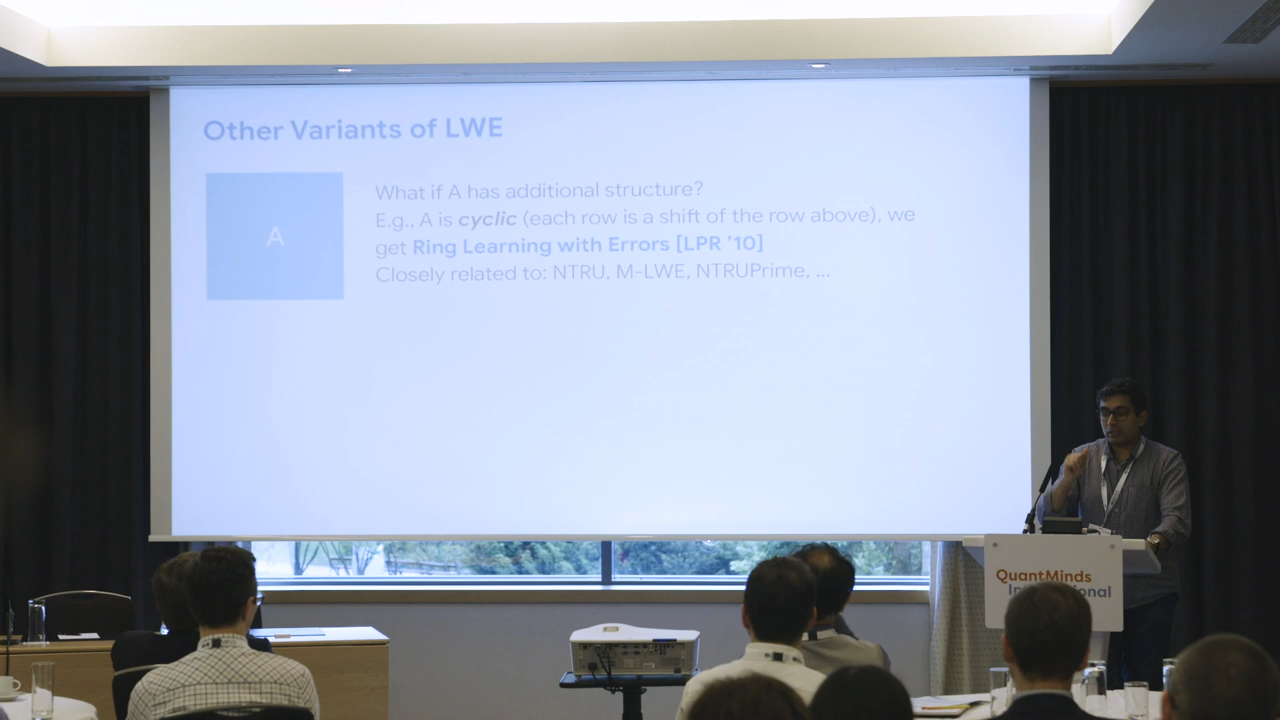 Other Variants of LWE
A
What if A has additional structure?
E.g., A is cyclic (each row is a shift of the row above), we
get Ring Learning with Errors [LPR ’10]
Closely related to: NTRU, M-LWE, NTRUPrime, ...
QuantMinds